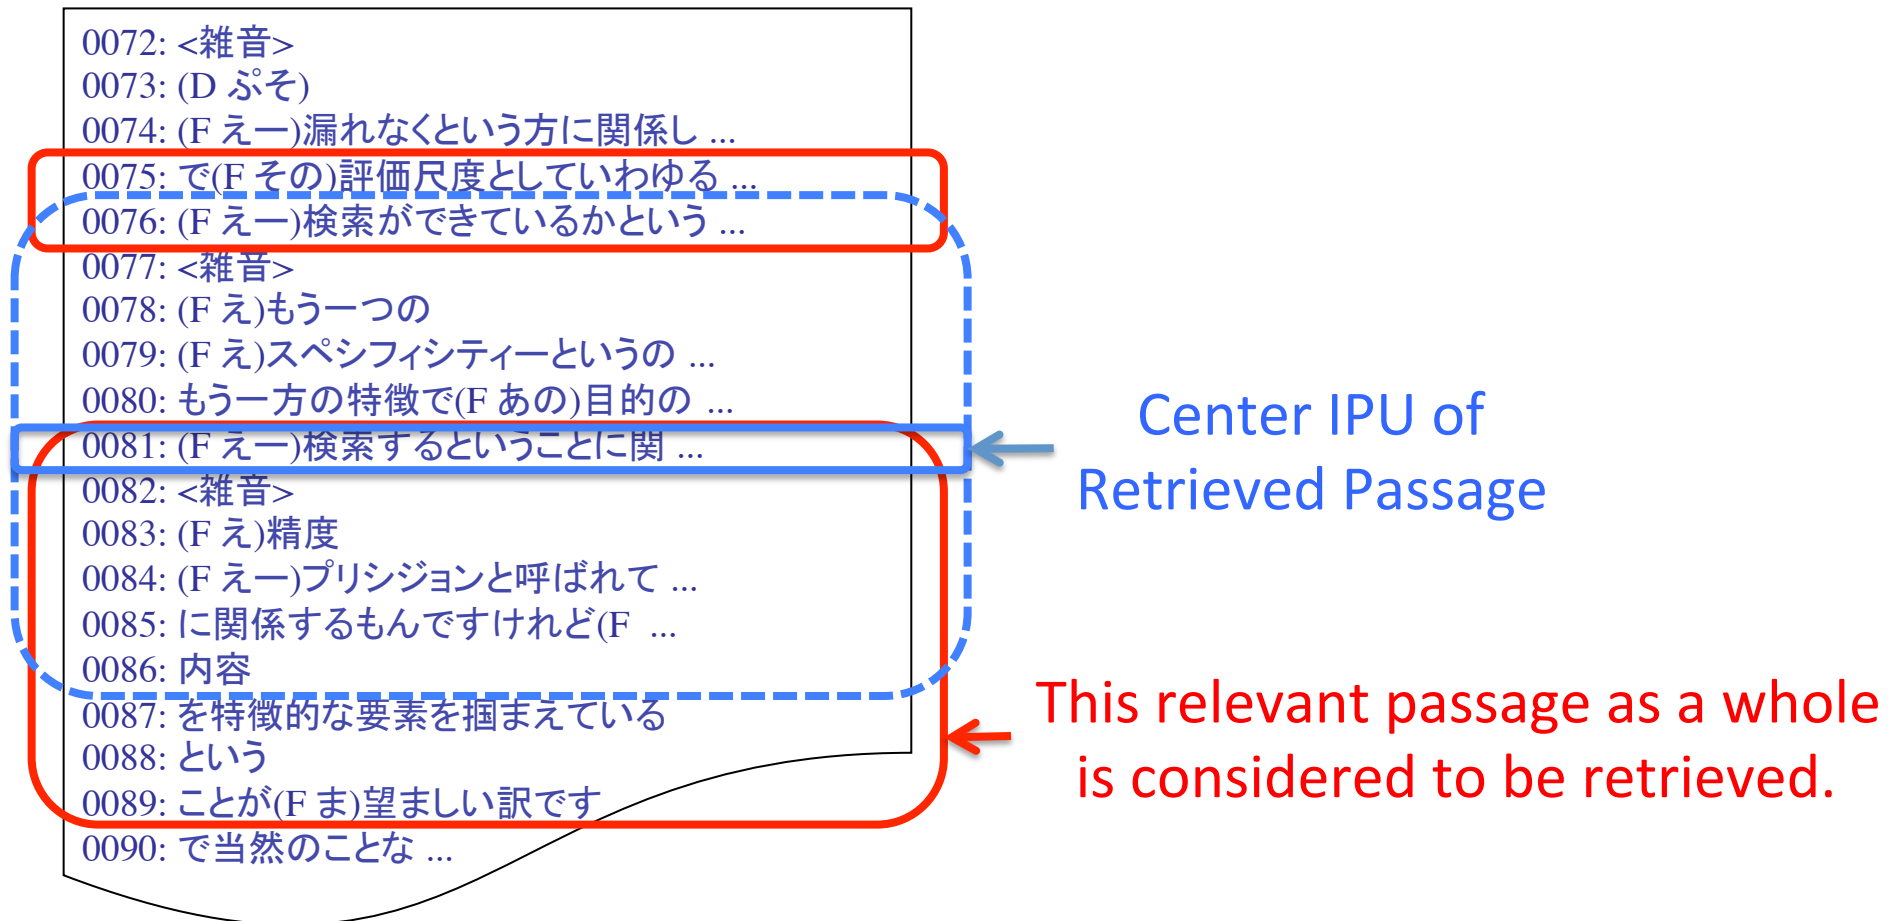 0072: <雑音>
0073: (D ぷそ)
0074: (F えー)漏れなくという方に関係し ...
0075: で(F その)評価尺度としていわゆる ...
0076: (F えー)検索ができているかという ...
0077: <雑音>
0078: (F え)もう一つの
0079: (F え)スペシフィシティーというの ...
0080: もう一方の特徴で(F あの)目的の ...
0081: (F えー)検索するということに関 ...
0082: <雑音>
0083: (F え)精度
0084: (F えー)プリシジョンと呼ばれて ...
0085: に関係するもんですけれど(F ...
0086: 内容
0087: を特徴的な要素を掴まえている
0088: という
0089: ことが(F ま)望ましい訳です
0090: で当然のことな ...
Center IPU of
Retrieved Passage
This relevant passage as a whole
is considered to be retrieved.